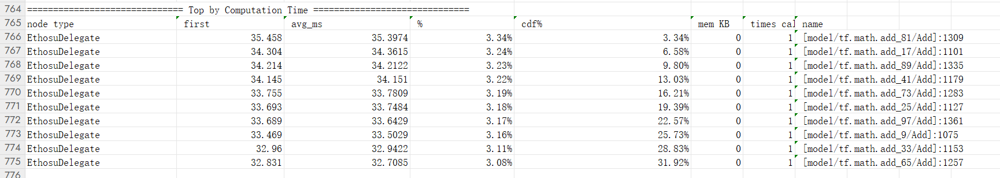 764 ============================== Top by Computation Time ==============================
765 node type first avg_ms % cdf% mem KB times cal name
766 EthosuDelegate 35.458 35.3974 3.34% 3.34% 0 1 [model/tf.math.add_81/Add]:1309
767 EthosuDelegate 34.304 34.3615 3.24% 6.58% 0 1 [model/tf.math.add_17/Add]:1101
768 EthosuDelegate 34.214 34.2122 3.23% 9.80% 0 1 [model/tf.math.add_89/Add]:1335
769 EthosuDelegate 34.145 34.151 3.22% 13.03% 0 1 [model/tf.math.add_41/Add]:1179
770 EthosuDelegate 33.755 33.7809 3.19% 16.21% 0 1 [model/tf.math.add_73/Add]:1283
771 EthosuDelegate 33.693 33.7484 3.18% 19.39% 0 1 [model/tf.math.add_25/Add]:1127
772 EthosuDelegate 33.689 33.6429 3.17% 22.57% 0 1 [model/tf.math.add_97/Add]:1361
773 EthosuDelegate 33.469 33.5029 3.16% 25.73% 0 1 [model/tf.math.add_9/Add]:1075
774 EthosuDelegate 32.96 32.9422 3.11% 28.83% 0 1 [model/tf.math.add_33/Add]:1153
775 EthosuDelegate 32.831 32.7085 3.08% 31.92% 0 1 [model/tf.math.add_65/Add]:1257
776